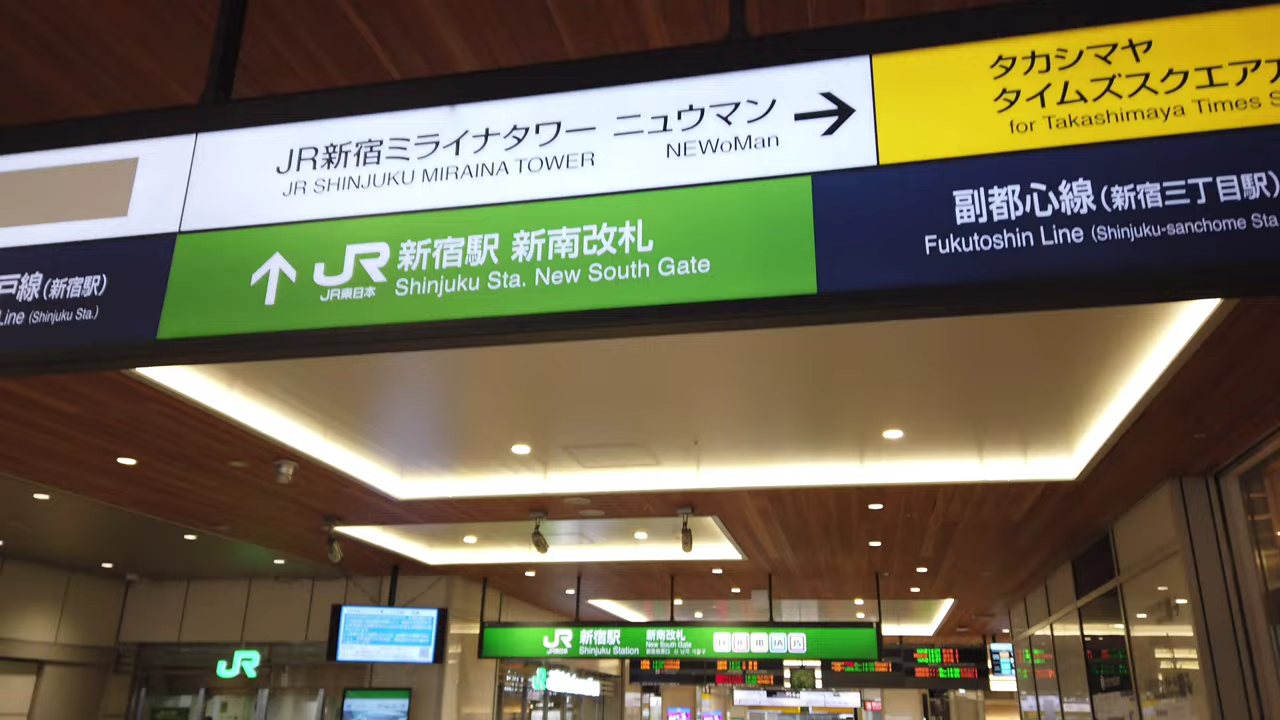 JR新宿ミライナタワー ニュウマン
JR SHINJUKU MIRAINA TOWER NEWoMan
タカシマヤ
タイムズスクエア
for Takashimaya Times S
戸線(新宿駅)
Line (Shinjuku Sta.)
JR 新宿駅 新南改札
JR東日本 Shinjuku Sta. New South Gate
副都心線(新宿三丁目駅)
Fukutoshin Line (Shinjuku-sanchome Sta
JR 新宿駅 新南改札
Shinjuku Station New South Gate
JR